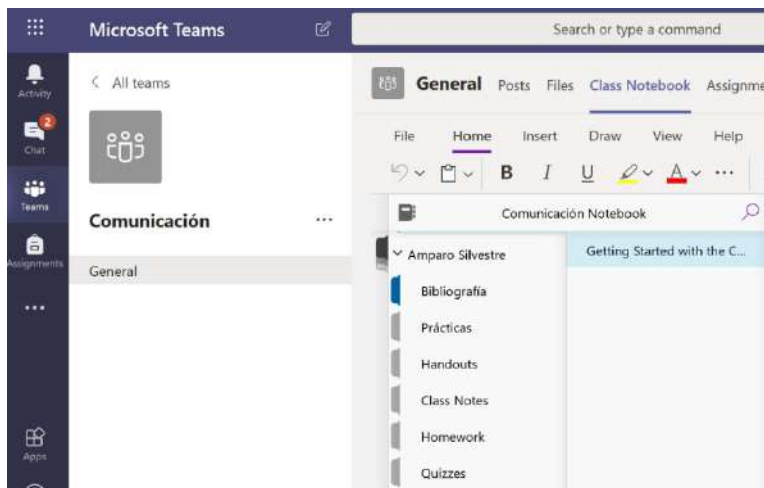 Microsoft Teams
Search or type a command
Activity
2
Chat
Teams
Assignments
Apps
All teams
Comunicación
General
General Posts Files Class Notebook Assignme
File Home Insert Draw View Help
B I U A
Comunicación Notebook
Amparo Silvestre
Bibliografía
Prácticas
Handouts
Class Notes
Homework
Quizzes
Getting Started with the C...